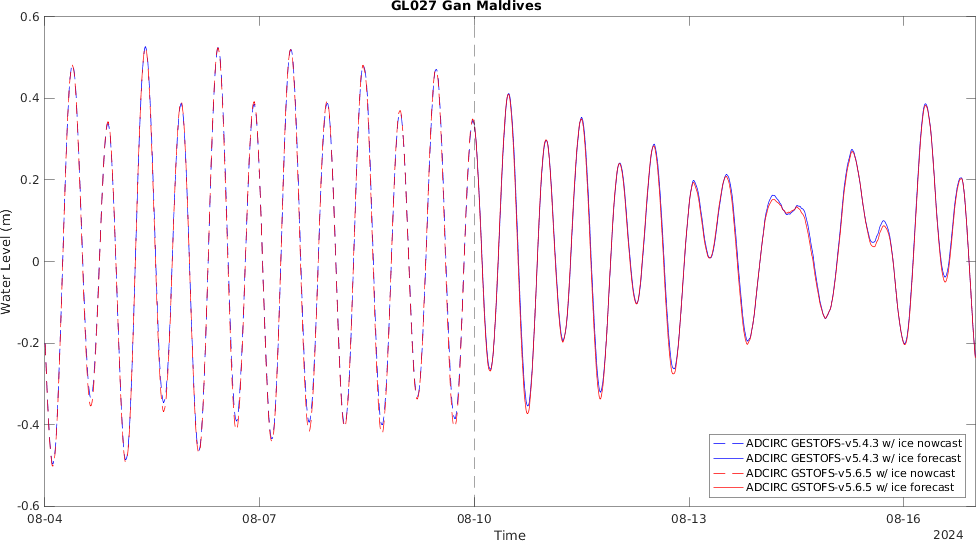 GL027 Gan Maldives
0.6
0.4
0.2
0
-0.2
-0.4
-0.6
Water Level (m)
08-04
08-07
08-10
08-13
08-16
Time
2024
ADCIRC GESTOFS-v5.4.3 w/ ice nowcast
ADCIRC GESTOFS-v5.4.3 w/ ice forecast
ADCIRC GSTOFS-v5.6.5 w/ ice nowcast
ADCIRC GSTOFS-v5.6.5 w/ ice forecast